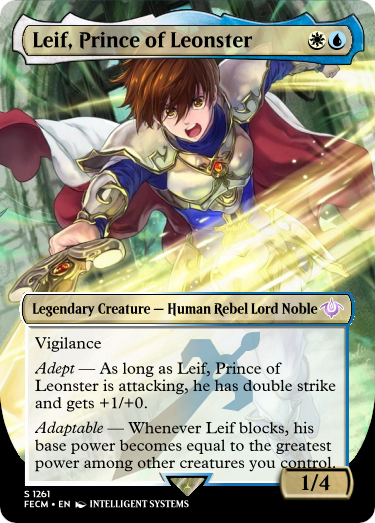 Leif, Prince of Leonster
Legendary Creature — Human Rebel Lord Noble
Vigilance
Adept — As long as Leif, Prince of
Leonster is attacking, he has double strike
and gets +1/+0.
Adaptable — Whenever Leif blocks, his
base power becomes equal to the greatest
power among other creatures you control.
1/4
S 1261
FECM • EN INTELLIGENT SYSTEMS